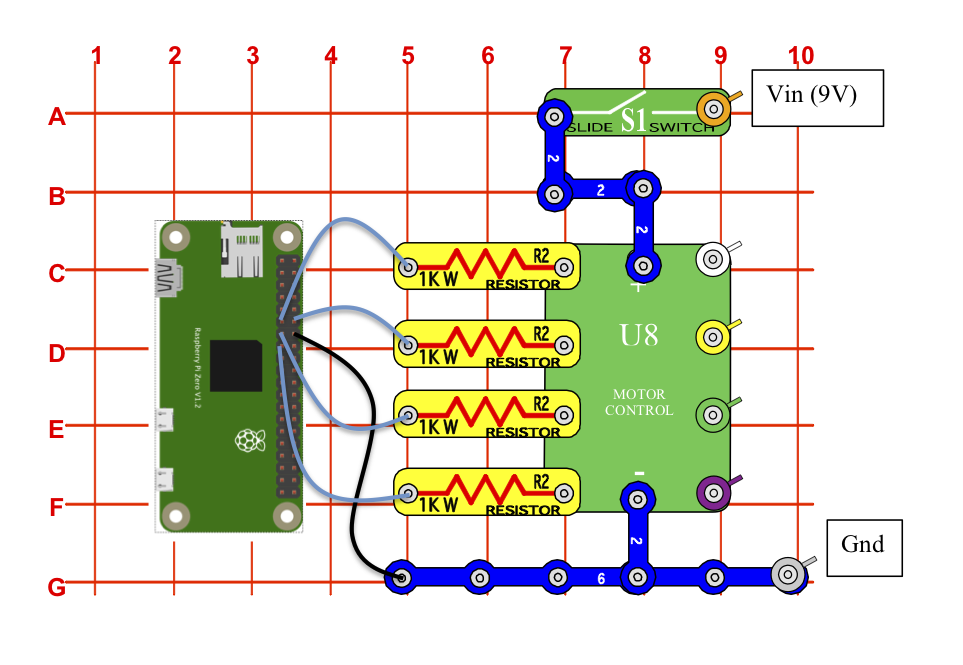 1 2 3 4 5 6 7 8 9 10
Vin (9V)
A
SLIDE S1 SWITCH
2
B
2
2
C
R2
1K W RESISTOR
+
U8
D
R2
1K W RESISTOR
MOTOR
CONTROL
Raspberry Pi Zero V1.2
E
R2
1K W RESISTOR
-
F
R2
1K W RESISTOR
2
Gnd
G
6